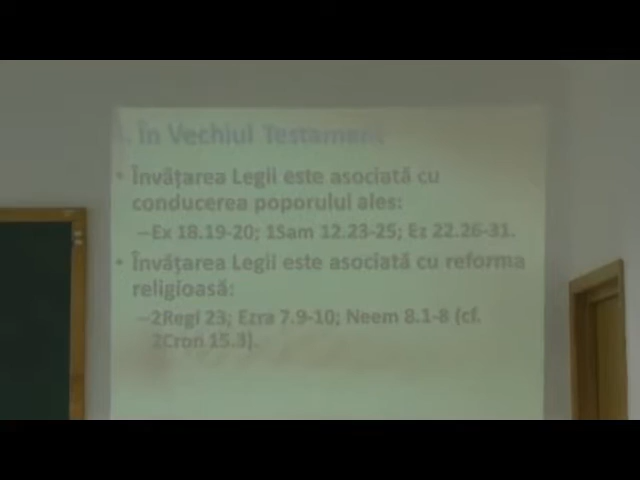 . În Vechiul Testament
• Învățarea Legii este asociată cu
conducerea poporului ales:
–Ex 18.19-20; 1Sam 12.23-25; Ez 22.26-31.
• Învățarea Legii este asociată cu reforma
religioasă:
–2Regi 23; Ezra 7.9-10; Neem 8.1-8 (cf.
2Cron 15.3).